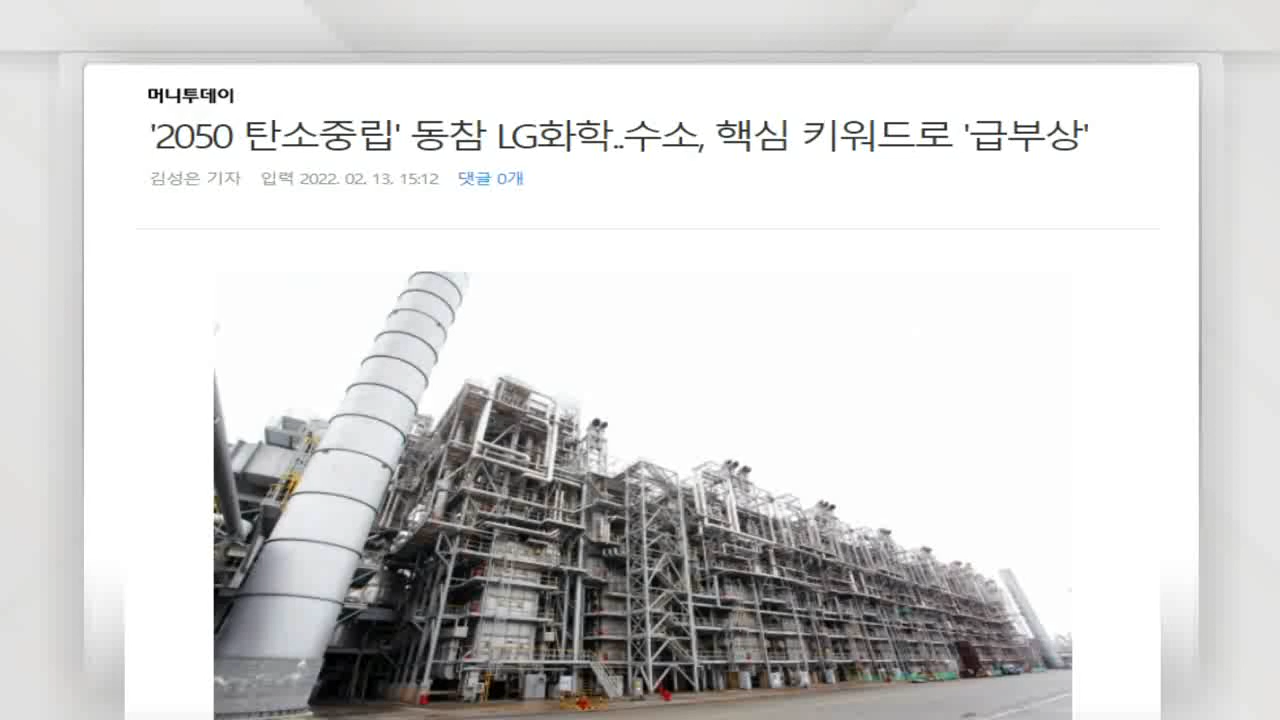 머니투데이
'2050 탄소중립' 동참 LG화학..수소, 핵심 키워드로 '급부상'
김성은 기자 입력 2022. 02. 13. 15:12 댓글 0개